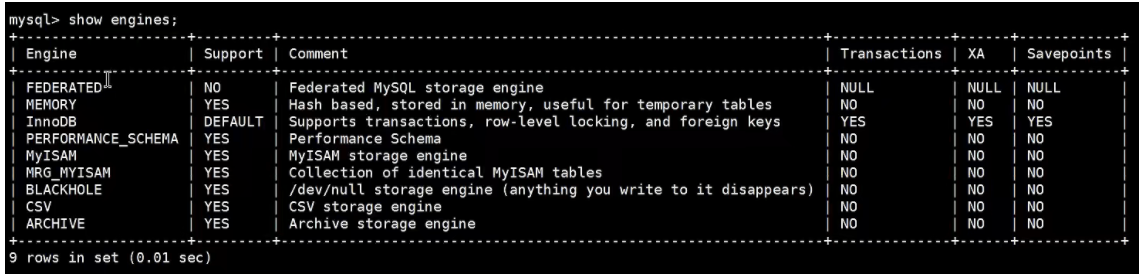 mysql> show engines;
+--------------------+---------+----------------------------------------------------------------+--------------+------+------------+
| Engine             | Support | Comment                                                        | Transactions | XA   | Savepoints |
+--------------------+---------+----------------------------------------------------------------+--------------+------+------------+
| FEDERATED          | NO      | Federated MySQL storage engine                                 | NULL         | NULL | NULL       |
| MEMORY             | YES     | Hash based, stored in memory, useful for temporary tables      | NO           | NO   | NO         |
| InnoDB             | DEFAULT | Supports transactions, row-level locking, and foreign keys     | YES          | YES  | YES        |
| PERFORMANCE_SCHEMA | YES     | Performance Schema                                             | NO           | NO   | NO         |
| MyISAM             | YES     | MyISAM storage engine                                          | NO           | NO   | NO         |
| MRG_MYISAM         | YES     | Collection of identical MyISAM tables                          | NO           | NO   | NO         |
| BLACKHOLE          | YES     | /dev/null storage engine (anything you write to it disappears) | NO           | NO   | NO         |
| CSV                | YES     | CSV storage engine                                             | NO           | NO   | NO         |
| ARCHIVE            | YES     | Archive storage engine                                         | NO           | NO   | NO         |
+--------------------+---------+----------------------------------------------------------------+--------------+------+------------+
9 rows in set (0.01 sec)